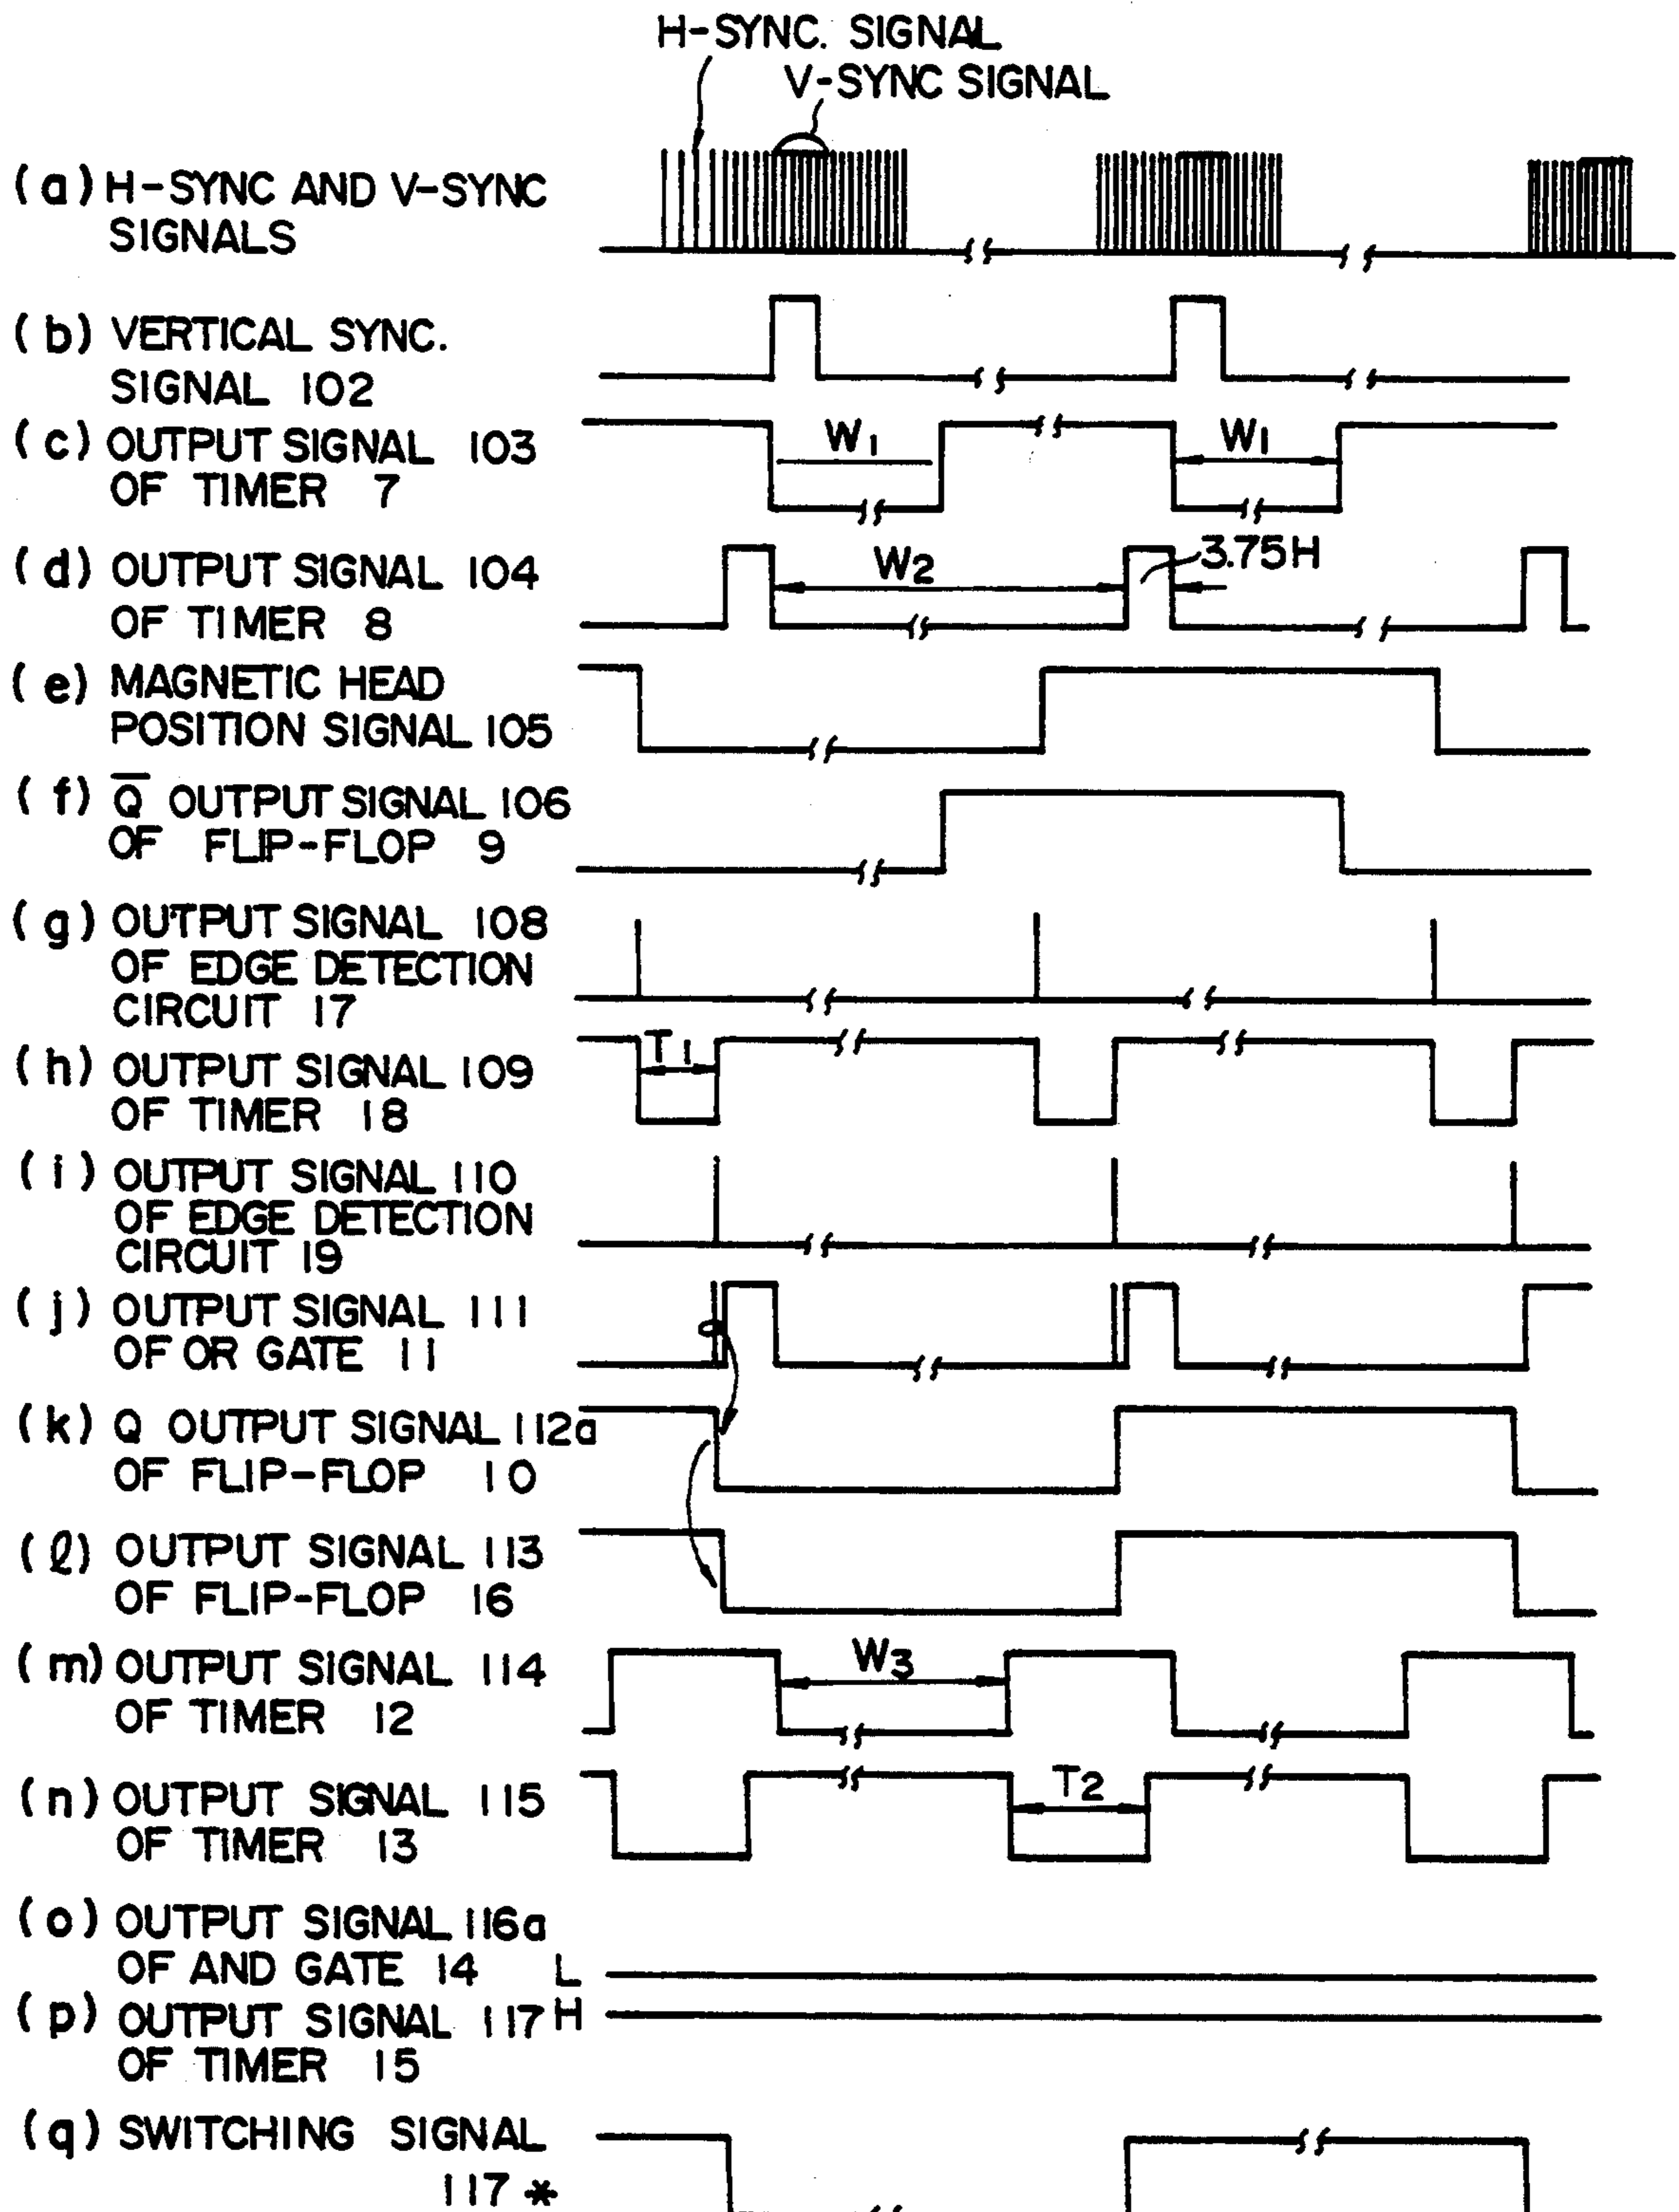 H-SYNC. SIGNAL
V-SYNC SIGNAL
(a) H-SYNC AND V-SYNC
SIGNALS
(b) VERTICAL SYNC.
SIGNAL 102
(c) OUTPUT SIGNAL 103
OF TIMER 7
W1
W1
(d) OUTPUT SIGNAL 104
OF TIMER 8
W2
3.75H
(e) MAGNETIC HEAD
POSITION SIGNAL 105
(f) Q̅ OUTPUT SIGNAL 106
OF FLIP-FLOP 9
(g) OUTPUT SIGNAL 108
OF EDGE DETECTION
CIRCUIT 17
(h) OUTPUT SIGNAL 109
OF TIMER 18
T1
(i) OUTPUT SIGNAL 110
OF EDGE DETECTION
CIRCUIT 19
(j) OUTPUT SIGNAL 111
OF OR GATE 11
(k) Q OUTPUT SIGNAL 112a
OF FLIP-FLOP 10
(ℓ) OUTPUT SIGNAL 113
OF FLIP-FLOP 16
(m) OUTPUT SIGNAL 114
OF TIMER 12
W3
(n) OUTPUT SIGNAL 115
OF TIMER 13
T2
(o) OUTPUT SIGNAL 116a
OF AND GATE 14 L
(p) OUTPUT SIGNAL 117 H
OF TIMER 15
(q) SWITCHING SIGNAL
117 *